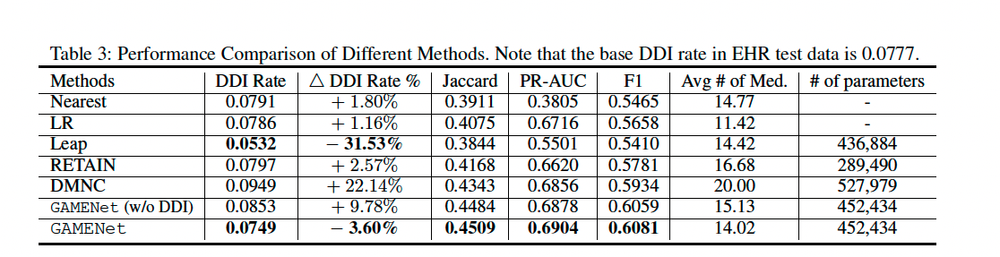 Table 3: Performance Comparison of Different Methods. Note that the base DDI rate in EHR test data is 0.0777.
Methods DDI Rate △ DDI Rate % Jaccard PR-AUC F1 Avg # of Med. # of parameters
Nearest 0.0791 + 1.80% 0.3911 0.3805 0.5465 14.77 -
LR 0.0786 + 1.16% 0.4075 0.6716 0.5658 11.42 -
Leap 0.0532 − 31.53% 0.3844 0.5501 0.5410 14.42 436,884
RETAIN 0.0797 + 2.57% 0.4168 0.6620 0.5781 16.68 289,490
DMNC 0.0949 + 22.14% 0.4343 0.6856 0.5934 20.00 527,979
GAMENet (w/o DDI) 0.0853 + 9.78% 0.4484 0.6878 0.6059 15.13 452,434
GAMENet 0.0749 − 3.60% 0.4509 0.6904 0.6081 14.02 452,434